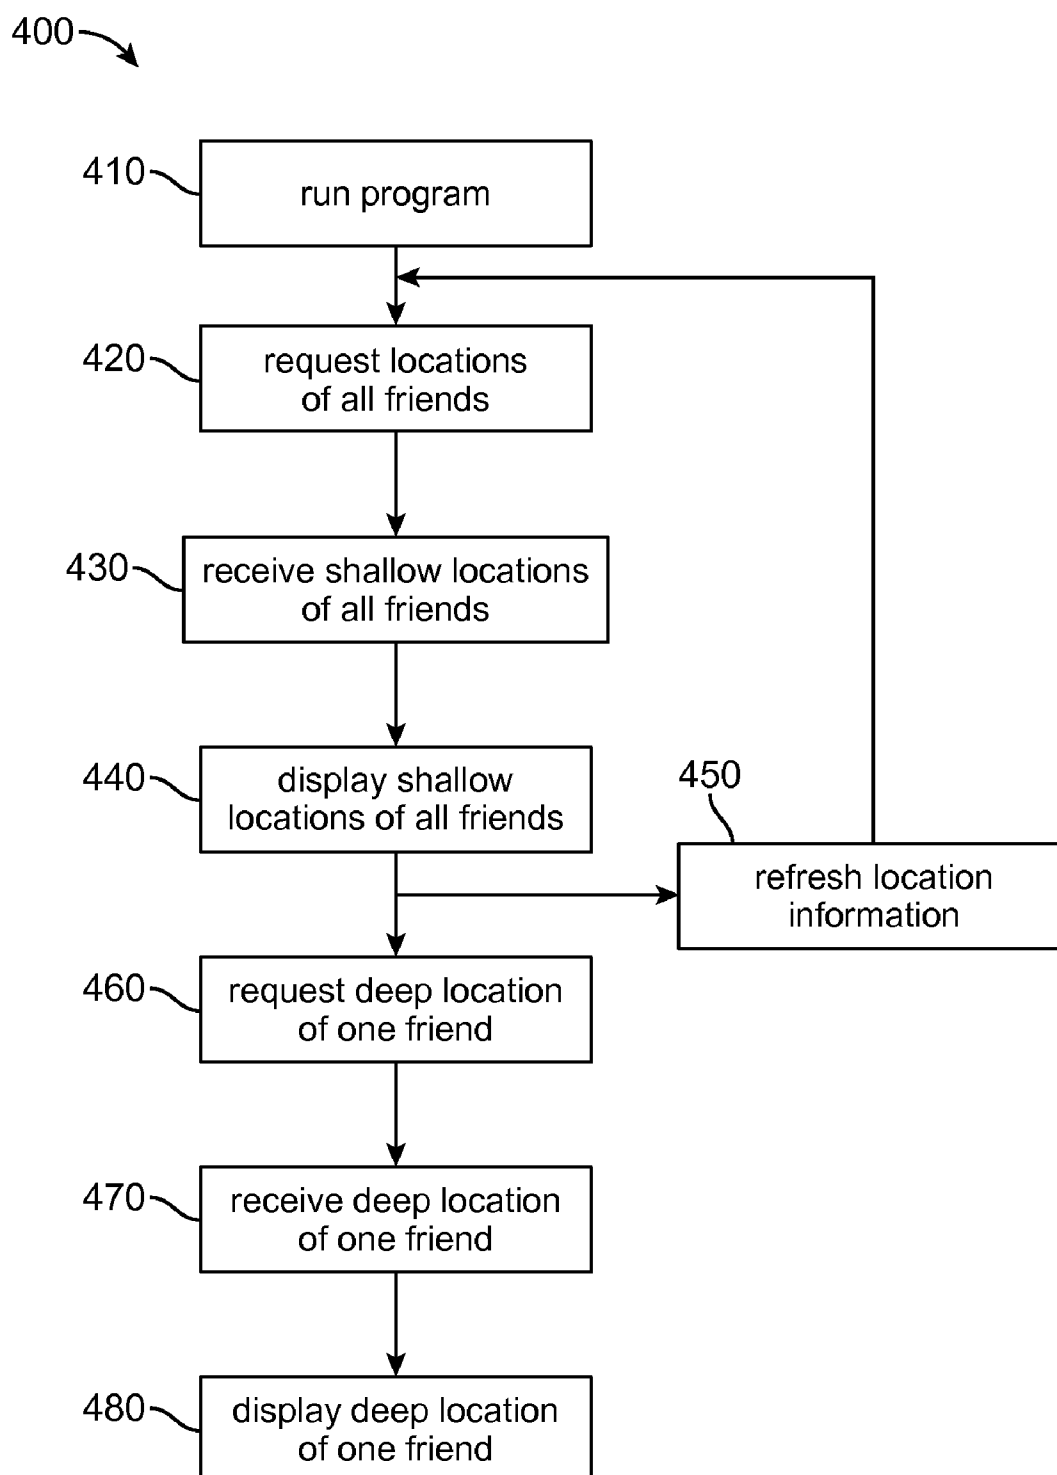 400
410
run program
420
request locations
of all friends
430
receive shallow locations
of all friends
440
display shallow
locations of all friends
450
refresh location
information
460
request deep location
of one friend
470
receive deep location
of one friend
480
display deep location
of one friend